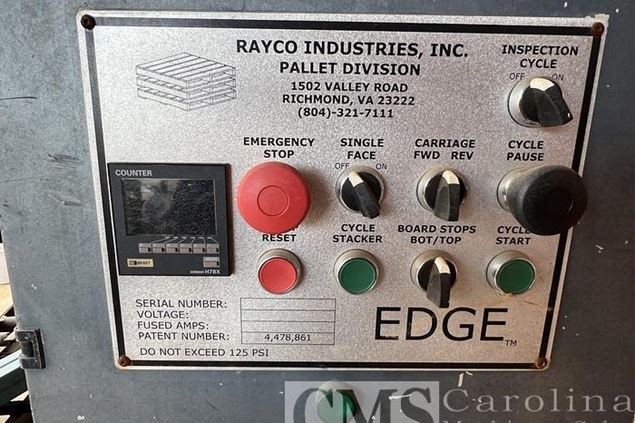 RAYCO INDUSTRIES, INC.
PALLET DIVISION
1502 VALLEY ROAD
RICHMOND, VA 23222
(804)-321-7111
INSPECTION
CYCLE
OFF ON
EMERGENCY
STOP
SINGLE
FACE
OFF ON
CARRIAGE
FWD REV
CYCLE
PAUSE
COUNTER
RESET
omron H7BX
RESET
CYCLE
STACKER
BOARD STOPS
BOT/TOP
START
SERIAL NUMBER:
VOLTAGE:
FUSED AMPS:
PATENT NUMBER: 4,478,861
DO NOT EXCEED 125 PSI
EDGE TM
CMS Carolina